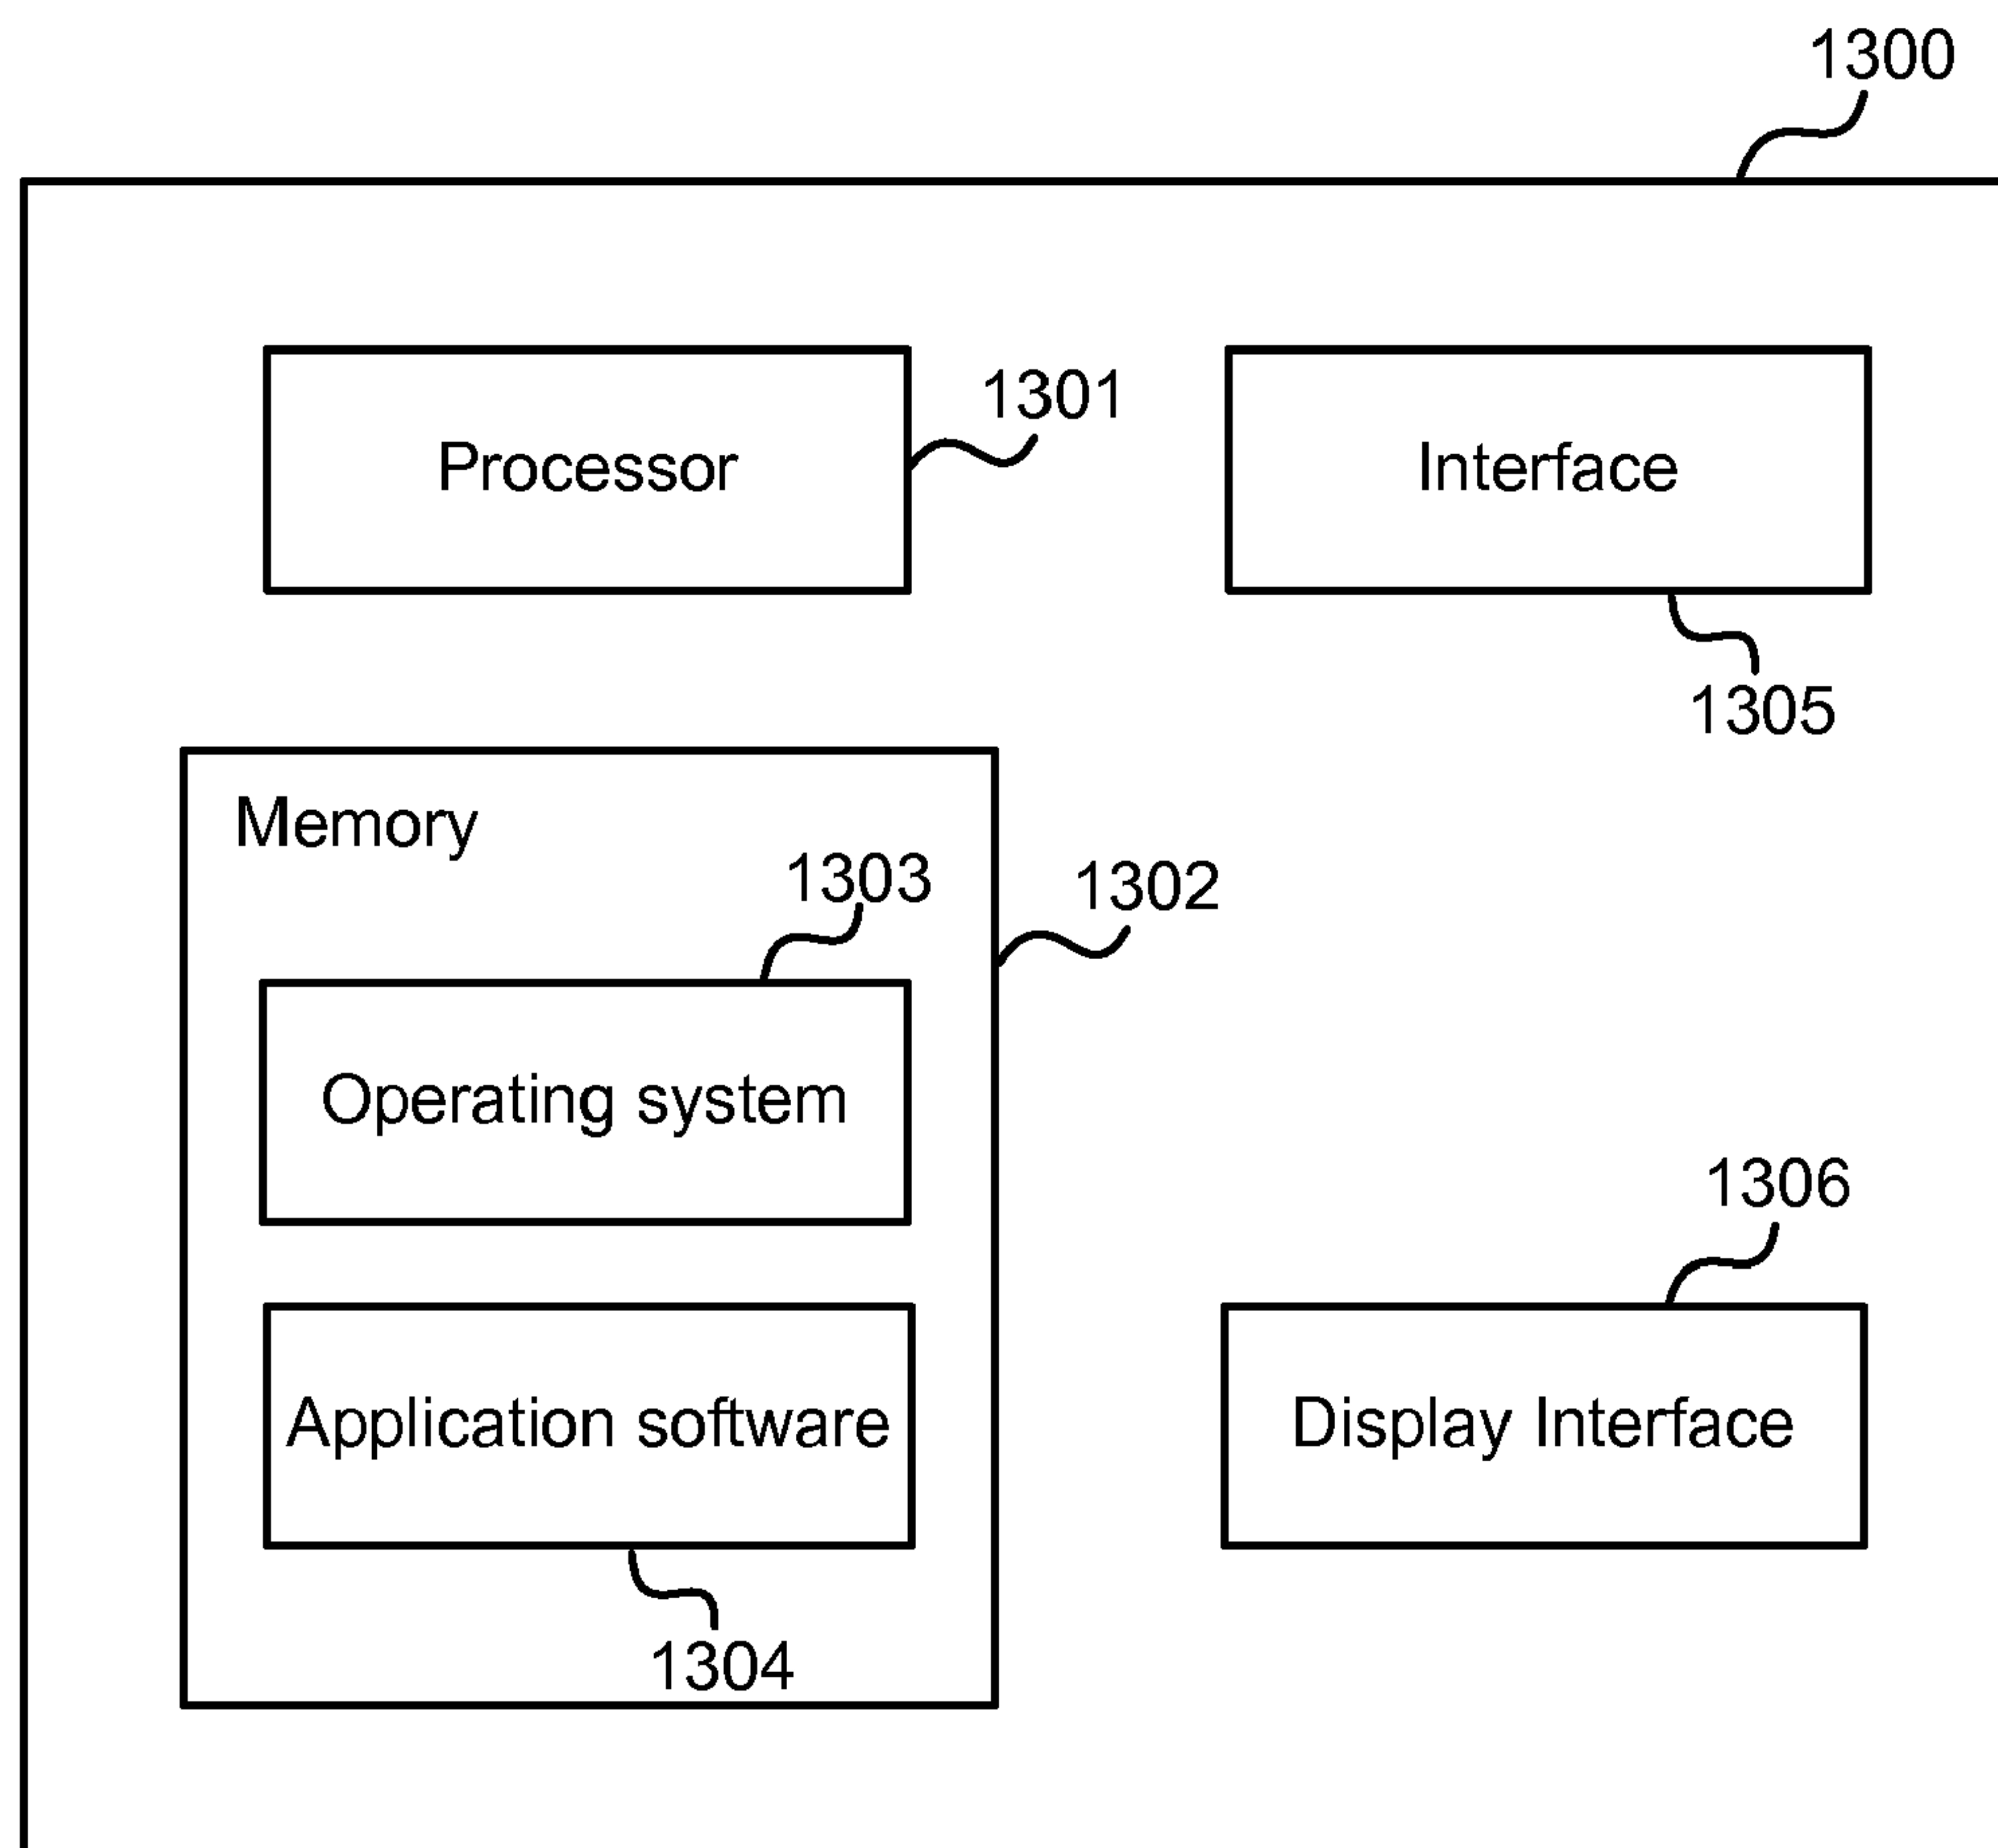 1300
Processor
1301
Interface
1305
Memory
1303
1302
Operating system
1306
Application software
Display Interface
1304